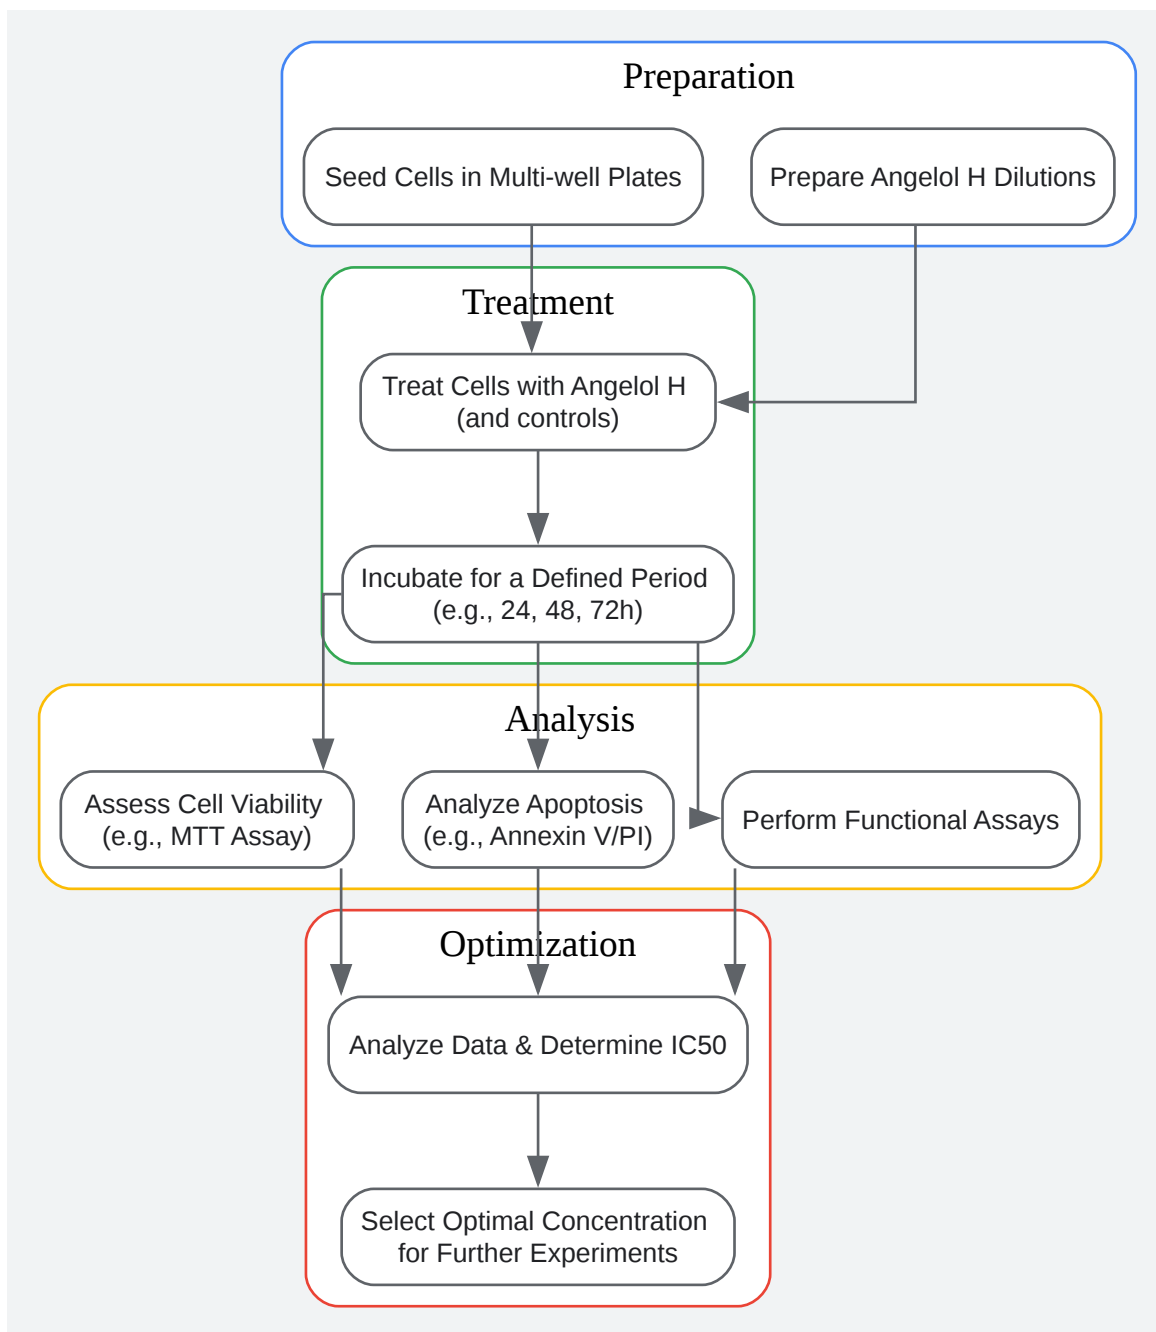 Preparation
Seed Cells in Multi-well Plates
Prepare Angelol H Dilutions
Treatment
Treat Cells with Angelol H
(and controls)
Incubate for a Defined Period
(e.g., 24, 48, 72h)
Analysis
Assess Cell Viability
(e.g., MTT Assay)
Analyze Apoptosis
(e.g., Annexin V/PI)
Perform Functional Assays
Optimization
Analyze Data & Determine IC50
Select Optimal Concentration
for Further Experiments